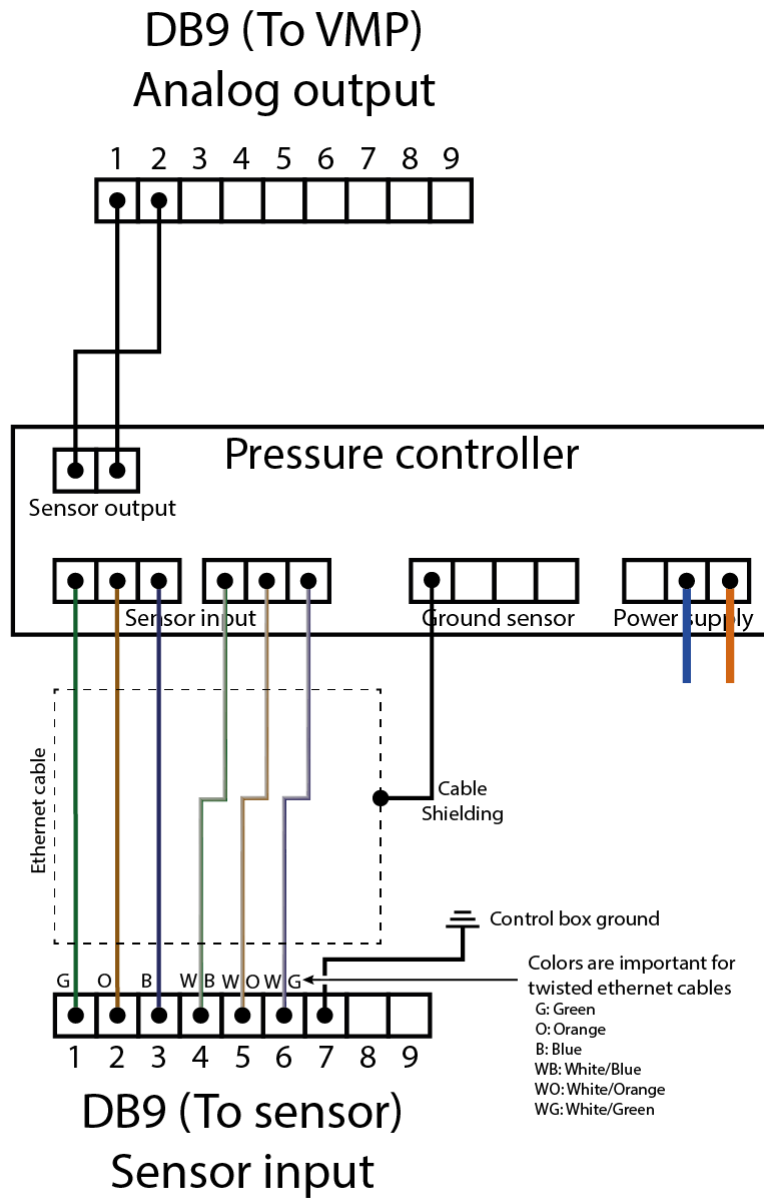 DB9 (To VMP)
Analog output
1 2 3 4 5 6 7 8 9
Pressure controller
Sensor output
Sensor input
Ground sensor
Power supply
Ethernet cable
Cable
Shielding
Control box ground
G O B W B W O W G
Colors are important for
twisted ethernet cables
G: Green
O: Orange
B: Blue
WB: White/Blue
WO: White/Orange
WG: White/Green
1 2 3 4 5 6 7 8 9
DB9 (To sensor)
Sensor input